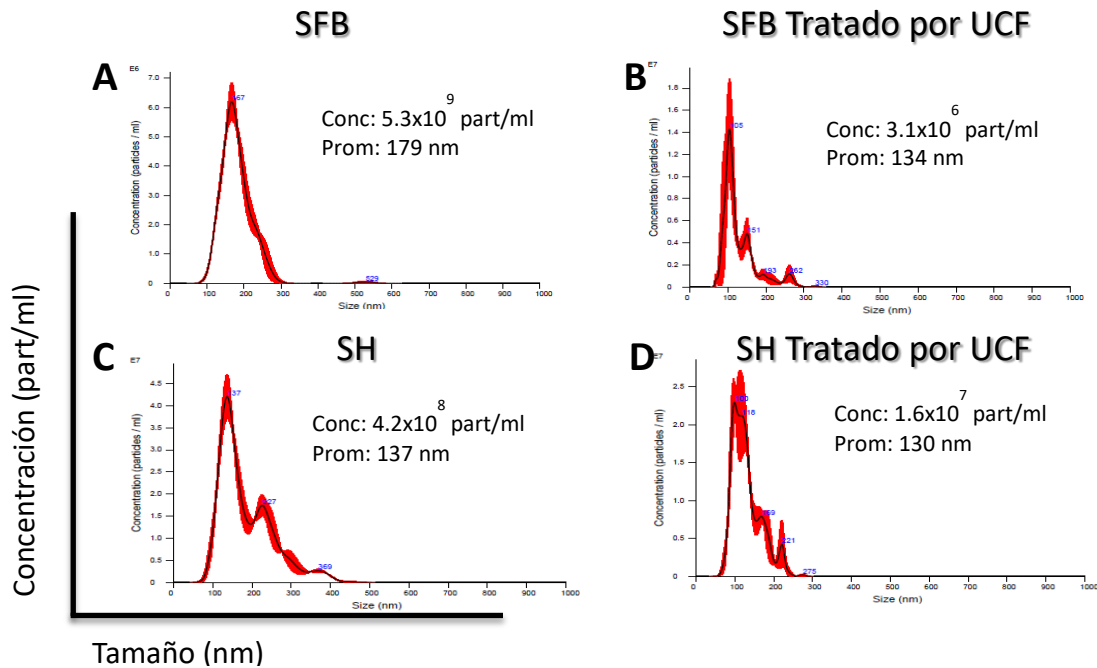 SFB
SFB Tratado por UCF
A
E6
Conc: 5.3x10^9 part/ml
Prom: 179 nm
Concentration (particles / ml)
7.0
6.0
5.0
4.0
3.0
2.0
1.0
0
529
0 100 200 300 400 500 600 700 800 900 1000
Size (nm)
B
E7
Conc: 3.1x10^6 part/ml
Prom: 134 nm
Concentration (particles / ml)
1.8
1.6
1.4
1.2
1.0
0.8
0.6
0.4
0.2
0
105
151
193
262
330
0 100 200 300 400 500 600 700 800 900 1000
Size (nm)
Concentración (part/ml)
SH
SH Tratado por UCF
C
E7
Conc: 4.2x10^8 part/ml
Prom: 137 nm
Concentration (particles / ml)
4.5
4.0
3.5
3.0
2.5
2.0
1.5
1.0
0.5
0
369
0 100 200 300 400 500 600 700 800 900 1000
Size (nm)
D
E7
Conc: 1.6x10^7 part/ml
Prom: 130 nm
Concentration (particles / ml)
2.5
2.0
1.5
1.0
0.5
0
118
221
275
0 100 200 300 400 500 600 700 800 900 1000
Size (nm)
Tamaño (nm)